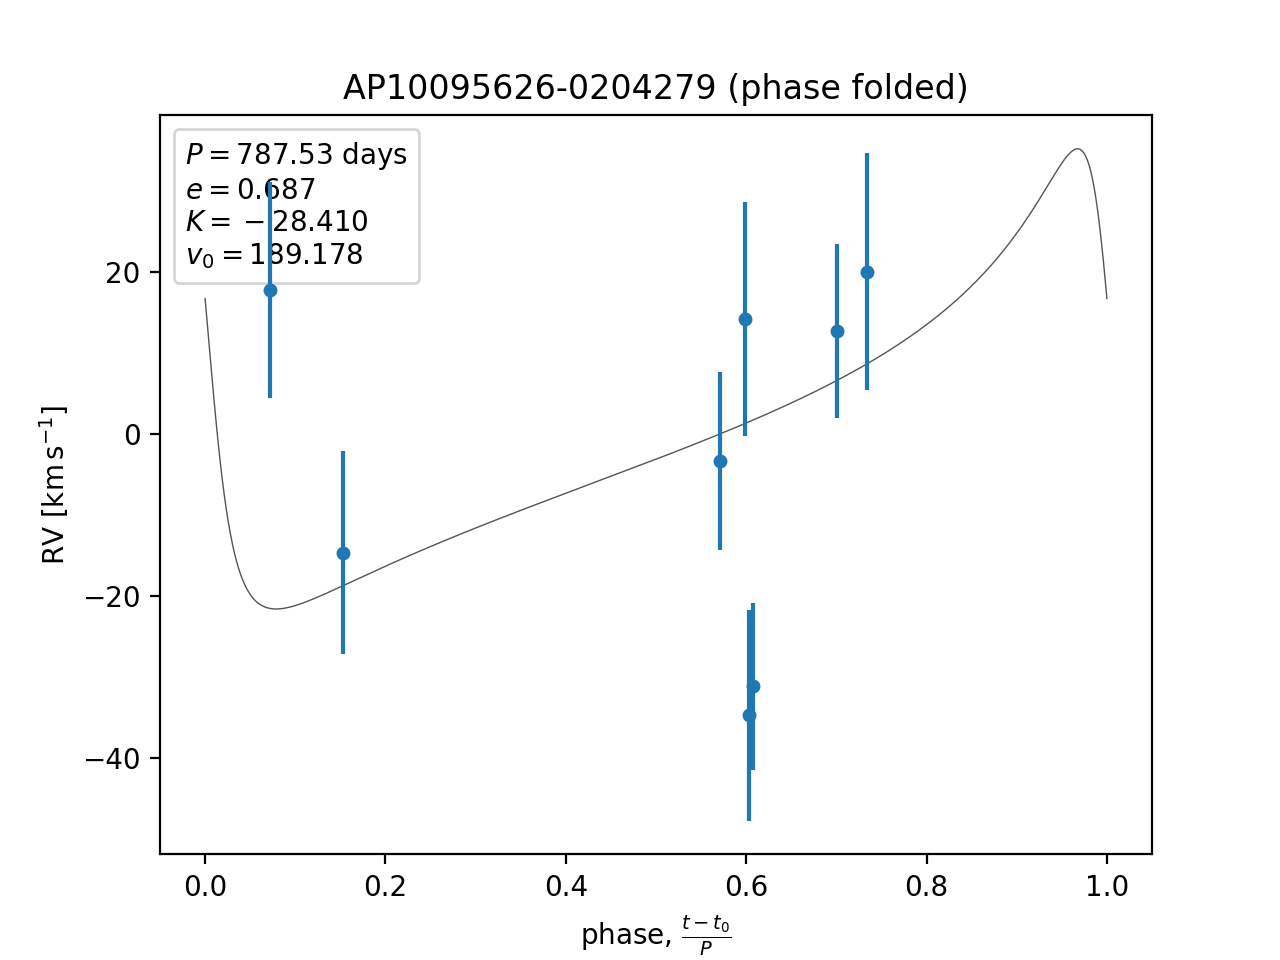 AP10095626-0204279 (phase folded)
P = 787.53 days
e = 0.687
K = −28.410
v₀ = 189.178
RV [km s⁻¹]
20
0
−20
−40
0.0 0.2 0.4 0.6 0.8 1.0
phase, (t − t₀)/P